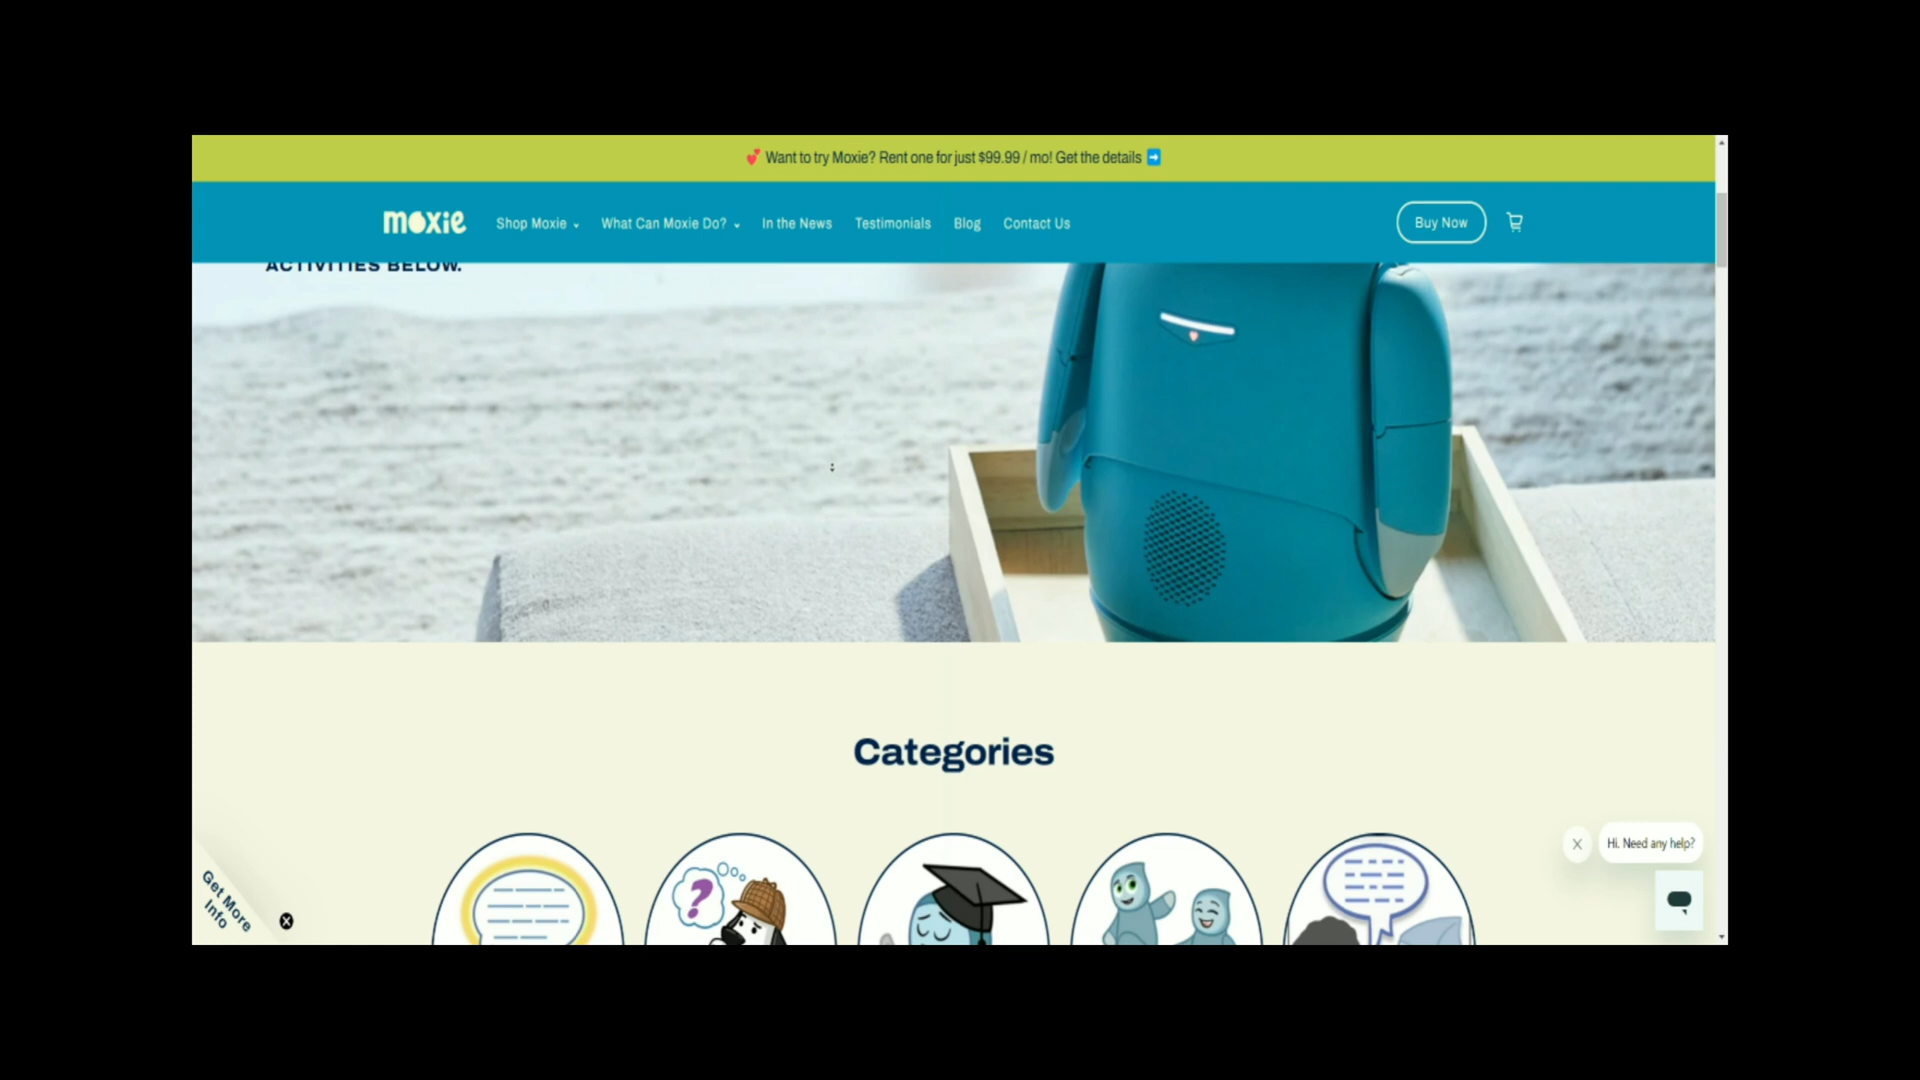 💕 Want to try Moxie? Rent one for just $99.99 / mo! Get the details ➡️
moxie
Shop Moxie
What Can Moxie Do?
In the News
Testimonials
Blog
Contact Us
Buy Now
ACTIVITIES BELOW.
Categories
?
Hi. Need any help?
X
Get More
Info
X